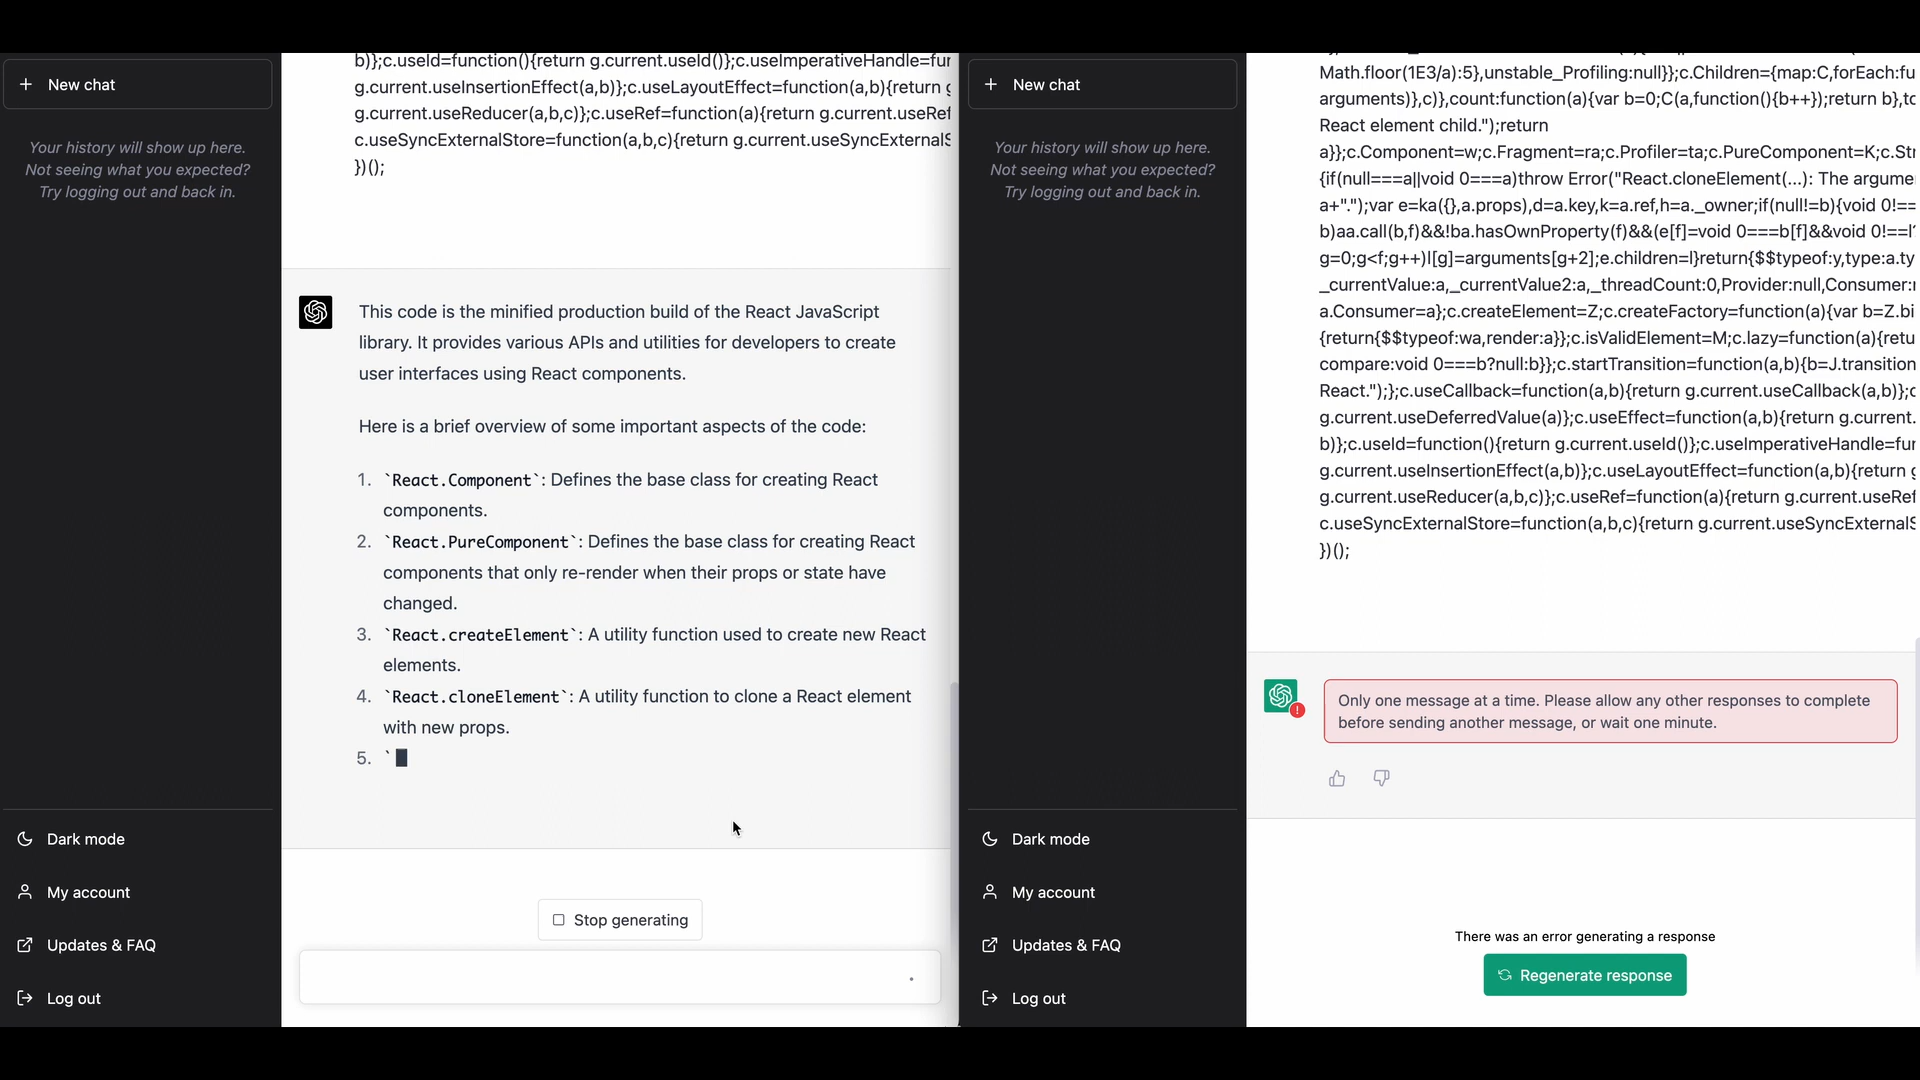 New chat
Your history will show up here.
Not seeing what you expected?
Try logging out and back in.
Dark mode
My account
Updates & FAQ
Log out
b)};c.useId=function(){return g.current.useId()};c.useImperativeHandle=fur
g.current.useInsertionEffect(a,b)};c.useLayoutEffect=function(a,b){return g
g.current.useReducer(a,b,c)};c.useRef=function(a){return g.current.useRef
c.useSyncExternalStore=function(a,b,c){return g.current.useSyncExternalS
})();
This code is the minified production build of the React JavaScript
library. It provides various APIs and utilities for developers to create
user interfaces using React components.
Here is a brief overview of some important aspects of the code:
1. `React.Component`: Defines the base class for creating React
components.
2. `React.PureComponent`: Defines the base class for creating React
components that only re-render when their props or state have
changed.
3. `React.createElement`: A utility function used to create new React
elements.
4. `React.cloneElement`: A utility function to clone a React element
with new props.
5. `
Stop generating
New chat
Your history will show up here.
Not seeing what you expected?
Try logging out and back in.
Dark mode
My account
Updates & FAQ
Log out
Math.floor(1E3/a):5},unstable_Profiling:null}};c.Children={map:C,forEach:fu
arguments)},c)},count:function(a){var b=0;C(a,function(){b++});return b},tc
React element child.");return
a}};c.Component=w;c.Fragment=ra;c.Profiler=ta;c.PureComponent=K;c.Str
{if(null===a||void 0===a)throw Error("React.cloneElement(...): The argume
a+".");var e=ka({},a.props),d=a.key,k=a.ref,h=a._owner;if(null!=b){void 0!==
b)aa.call(b,f)&&!ba.hasOwnProperty(f)&&(e[f]=void 0===b[f]&&void 0!==l?
g=0;g<f;g++)l[g]=arguments[g+2];e.children=l}return{$$typeof:y,type:a.ty
_currentValue:a,_currentValue2:a,_threadCount:0,Provider:null,Consumer:r
a.Consumer=a};c.createElement=Z;c.createFactory=function(a){var b=Z.bi
{return{$$typeof:wa,render:a}};c.isValidElement=M;c.lazy=function(a){retu
compare:void 0===b?null:b}};c.startTransition=function(a,b){b=J.transition
React.");};c.useCallback=function(a,b){return g.current.useCallback(a,b)};c
g.current.useDeferredValue(a)};c.useEffect=function(a,b){return g.current.
b)};c.useId=function(){return g.current.useId()};c.useImperativeHandle=fur
g.current.useInsertionEffect(a,b)};c.useLayoutEffect=function(a,b){return g
g.current.useReducer(a,b,c)};c.useRef=function(a){return g.current.useRef
c.useSyncExternalStore=function(a,b,c){return g.current.useSyncExternalS
})();
Only one message at a time. Please allow any other responses to complete
before sending another message, or wait one minute.
There was an error generating a response
Regenerate response